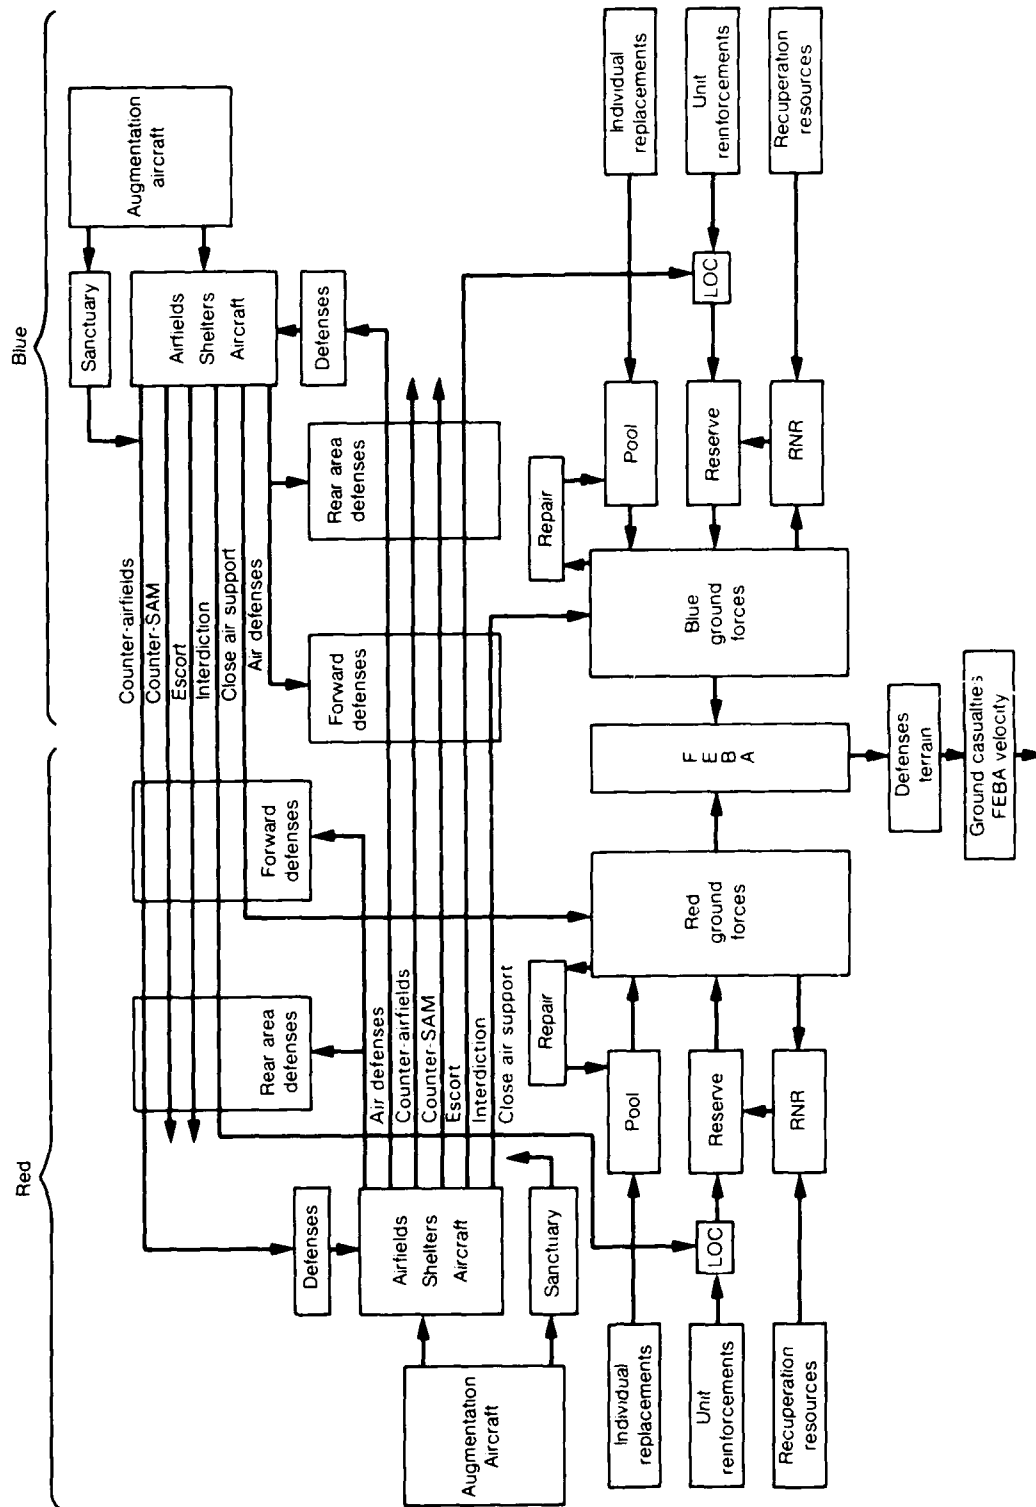 Red
Blue
Augmentation
aircraft
Sanctuary
Airfields
Shelters
Aircraft
Defenses
Counter-airfields
Counter-SAM
Escort
Interdiction
Close air support
Air defenses
Rear area
defenses
Forward
defenses
Forward
defenses
Rear area
defenses
Defenses
Airfields
Shelters
Aircraft
Air defenses
Counter-airfields
Counter-SAM
Escort
Interdiction
Close air support
Augmentation
Aircraft
Sanctuary
Individual
replacements
Unit
reinforcements
Recuperation
resources
LOC
Pool
Reserve
RNR
Repair
Red
ground
forces
F
E
B
A
Blue
ground
forces
Repair
Pool
Reserve
RNR
LOC
Individual
replacements
Unit
reinforcements
Recuperation
resources
Defenses
terrain
Ground casualties
FEBA velocity